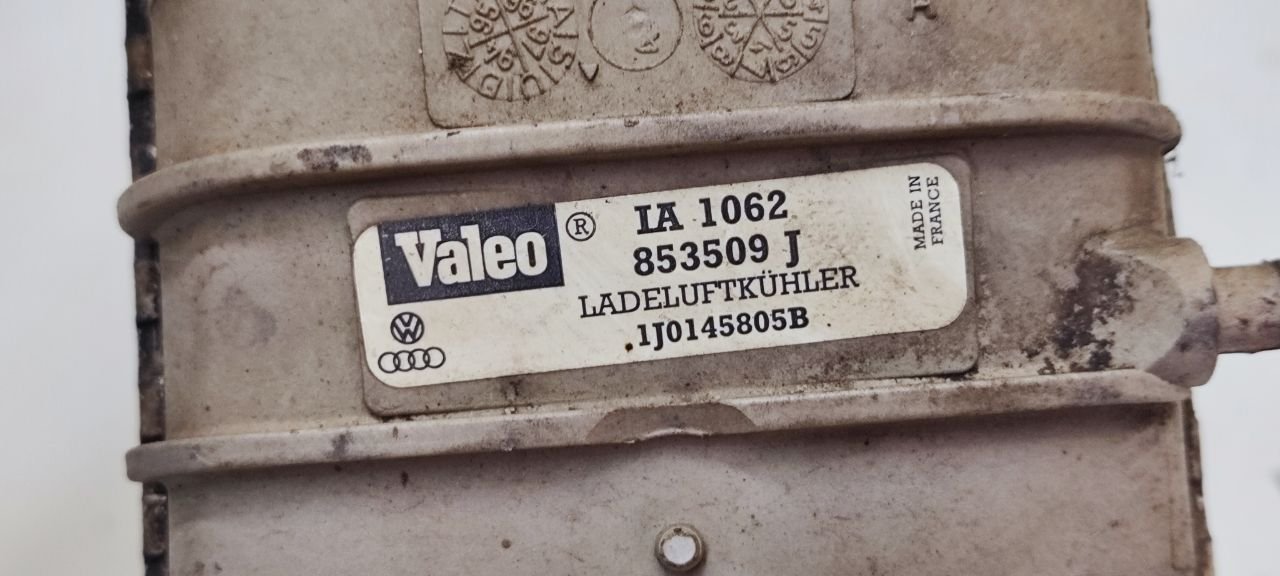 Valeo ® IA 1062
853509 J
LADELUFTKÜHLER
1J0145805B
MADE IN
FRANCE